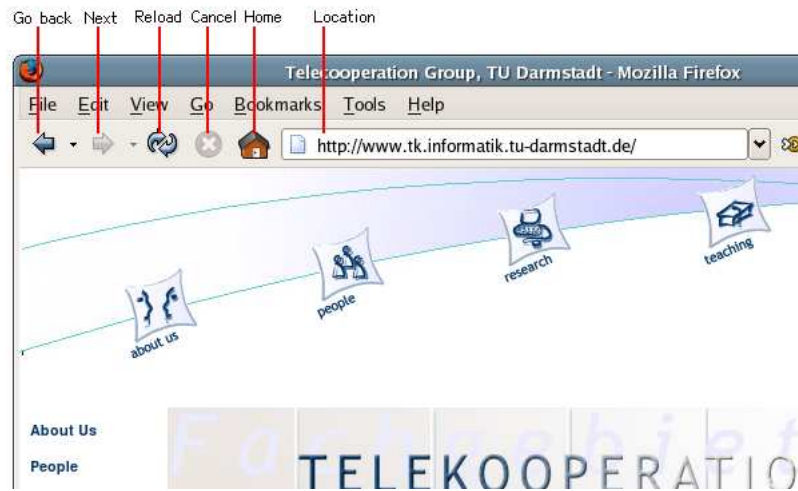 Go back Next Reload Cancel Home Location
Telecooperation Group, TU Darmstadt - Mozilla Firefox
File Edit View Go Bookmarks Tools Help
http://www.tk.informatik.tu-darmstadt.de/
teaching
research
people
about us
About Us
Fachgebiet
People
TELEKOOPERATIO